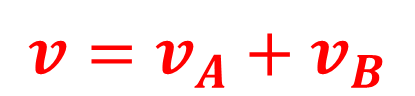 v = v_A + v_B